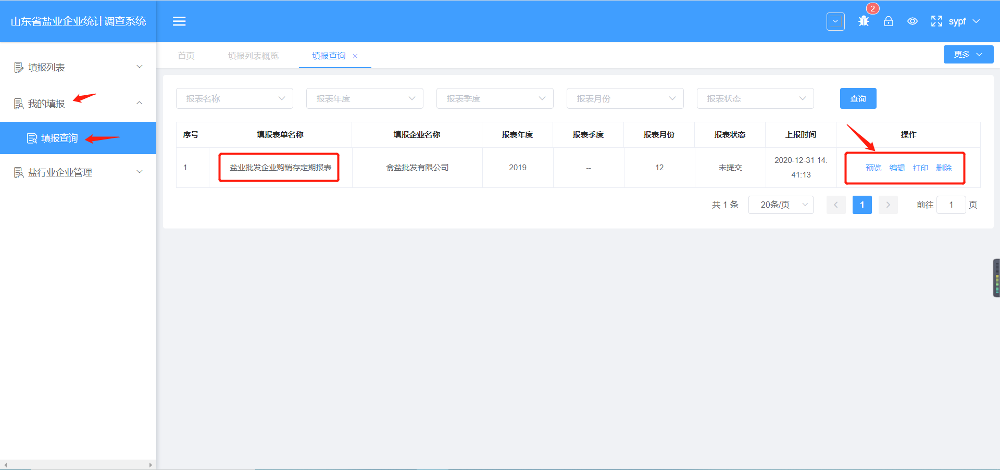 山东省盐业企业统计调查系统
2
sypf
填报列表
我的填报
填报查询
盐行业企业管理
首页 填报列表概览 填报查询
更多
报表名称 报表年度 报表季度 报表月份 报表状态 查询
序号 填报表单名称 填报企业名称 报表年度 报表季度 报表月份 报表状态 上报时间 操作
1 盐业批发企业购销存定期报表 食盐批发有限公司 2019 -- 12 未提交 2020-12-31 14:
41:13
预览 编辑 打印 删除
共 1 条 20条/页 1 前往 1 页